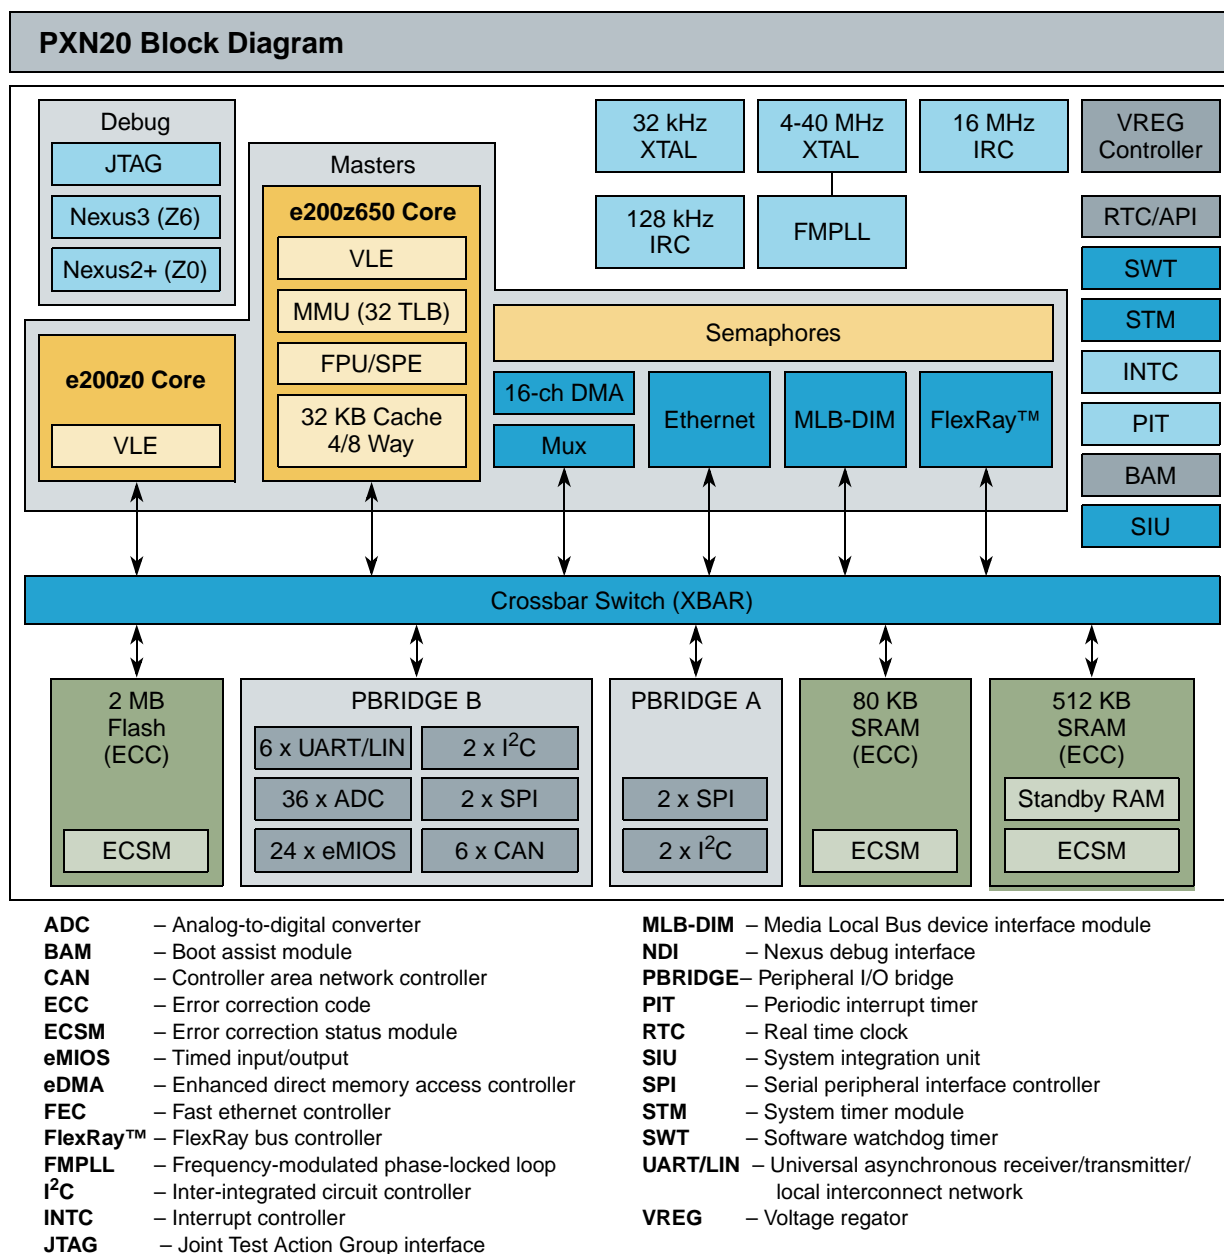 PXN20 Block Diagram
Debug
JTAG
Nexus3 (Z6)
Nexus2+ (Z0)
Masters
e200z650 Core
VLE
MMU (32 TLB)
FPU/SPE
32 KB Cache
4/8 Way
e200z0 Core
VLE
32 kHz
XTAL
4-40 MHz
XTAL
16 MHz
IRC
128 kHz
IRC
FMPLL
VREG
Controller
RTC/API
SWT
STM
INTC
PIT
BAM
SIU
Semaphores
16-ch DMA
Mux
Ethernet
MLB-DIM
FlexRay™
Crossbar Switch (XBAR)
2 MB
Flash
(ECC)
ECSM
PBRIDGE B
6 x UART/LIN
2 x I²C
36 x ADC
2 x SPI
24 x eMIOS
6 x CAN
PBRIDGE A
2 x SPI
2 x I²C
80 KB
SRAM
(ECC)
ECSM
512 KB
SRAM
(ECC)
Standby RAM
ECSM
ADC – Analog-to-digital converter
BAM – Boot assist module
CAN – Controller area network controller
ECC – Error correction code
ECSM – Error correction status module
eMIOS – Timed input/output
eDMA – Enhanced direct memory access controller
FEC – Fast ethernet controller
FlexRay™ – FlexRay bus controller
FMPLL – Frequency-modulated phase-locked loop
I²C – Inter-integrated circuit controller
INTC – Interrupt controller
JTAG – Joint Test Action Group interface
MLB-DIM – Media Local Bus device interface module
NDI – Nexus debug interface
PBRIDGE – Peripheral I/O bridge
PIT – Periodic interrupt timer
RTC – Real time clock
SIU – System integration unit
SPI – Serial peripheral interface controller
STM – System timer module
SWT – Software watchdog timer
UART/LIN – Universal asynchronous receiver/transmitter/
local interconnect network
VREG – Voltage regator